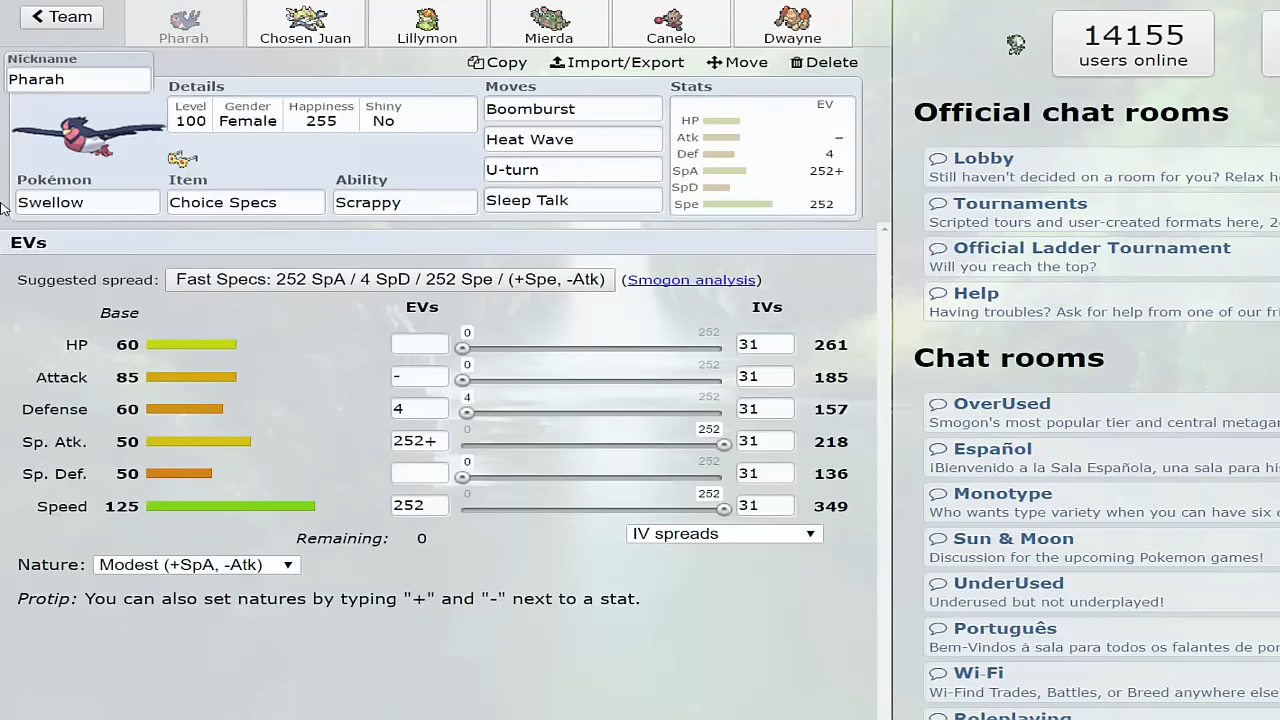 Team
Pharah
Chosen Juan
Lillymon
Mierda
Canelo
Dwayne
Copy
Import/Export
Move
Delete
Nickname
Pharah
Details
Level
100
Gender
Female
Happiness
255
Shiny
No
Pokémon
Swellow
Item
Choice Specs
Ability
Scrappy
Moves
Boomburst
Heat Wave
U-turn
Sleep Talk
Stats
EV
HP
Atk –
Def 4
SpA 252+
SpD
Spe 252
EVs
Suggested spread: Fast Specs: 252 SpA / 4 SpD / 252 Spe / (+Spe, -Atk) (Smogon analysis)
Base EVs IVs
HP 60 0 252 31 261
Attack 85 - 0 252 31 185
Defense 60 4 4 252 31 157
Sp. Atk. 50 252+ 0 252 31 218
Sp. Def. 50 0 252 31 136
Speed 125 252 0 252 31 349
Remaining: 0
IV spreads
Nature: Modest (+SpA, -Atk)
Protip: You can also set natures by typing "+" and "-" next to a stat.
14155
users online
Official chat rooms
Lobby
Still haven't decided on a room for you? Relax h
Tournaments
Scripted tours and user-created formats here, 2
Official Ladder Tournament
Will you reach the top?
Help
Having troubles? Ask for help from one of our fri
Chat rooms
OverUsed
Smogon's most popular tier and central metaga
Español
¡Bienvenido a la Sala Española, una sala para his
Monotype
Who wants type variety when you can have six o
Sun & Moon
Discussion for the upcoming Pokemon games!
UnderUsed
Underused but not underplayed!
Português
Bem-Vindos à sala para todos os falantes de por
Wi-Fi
Wi-Find Trades, Battles, or Breed anywhere else
Roleplaying